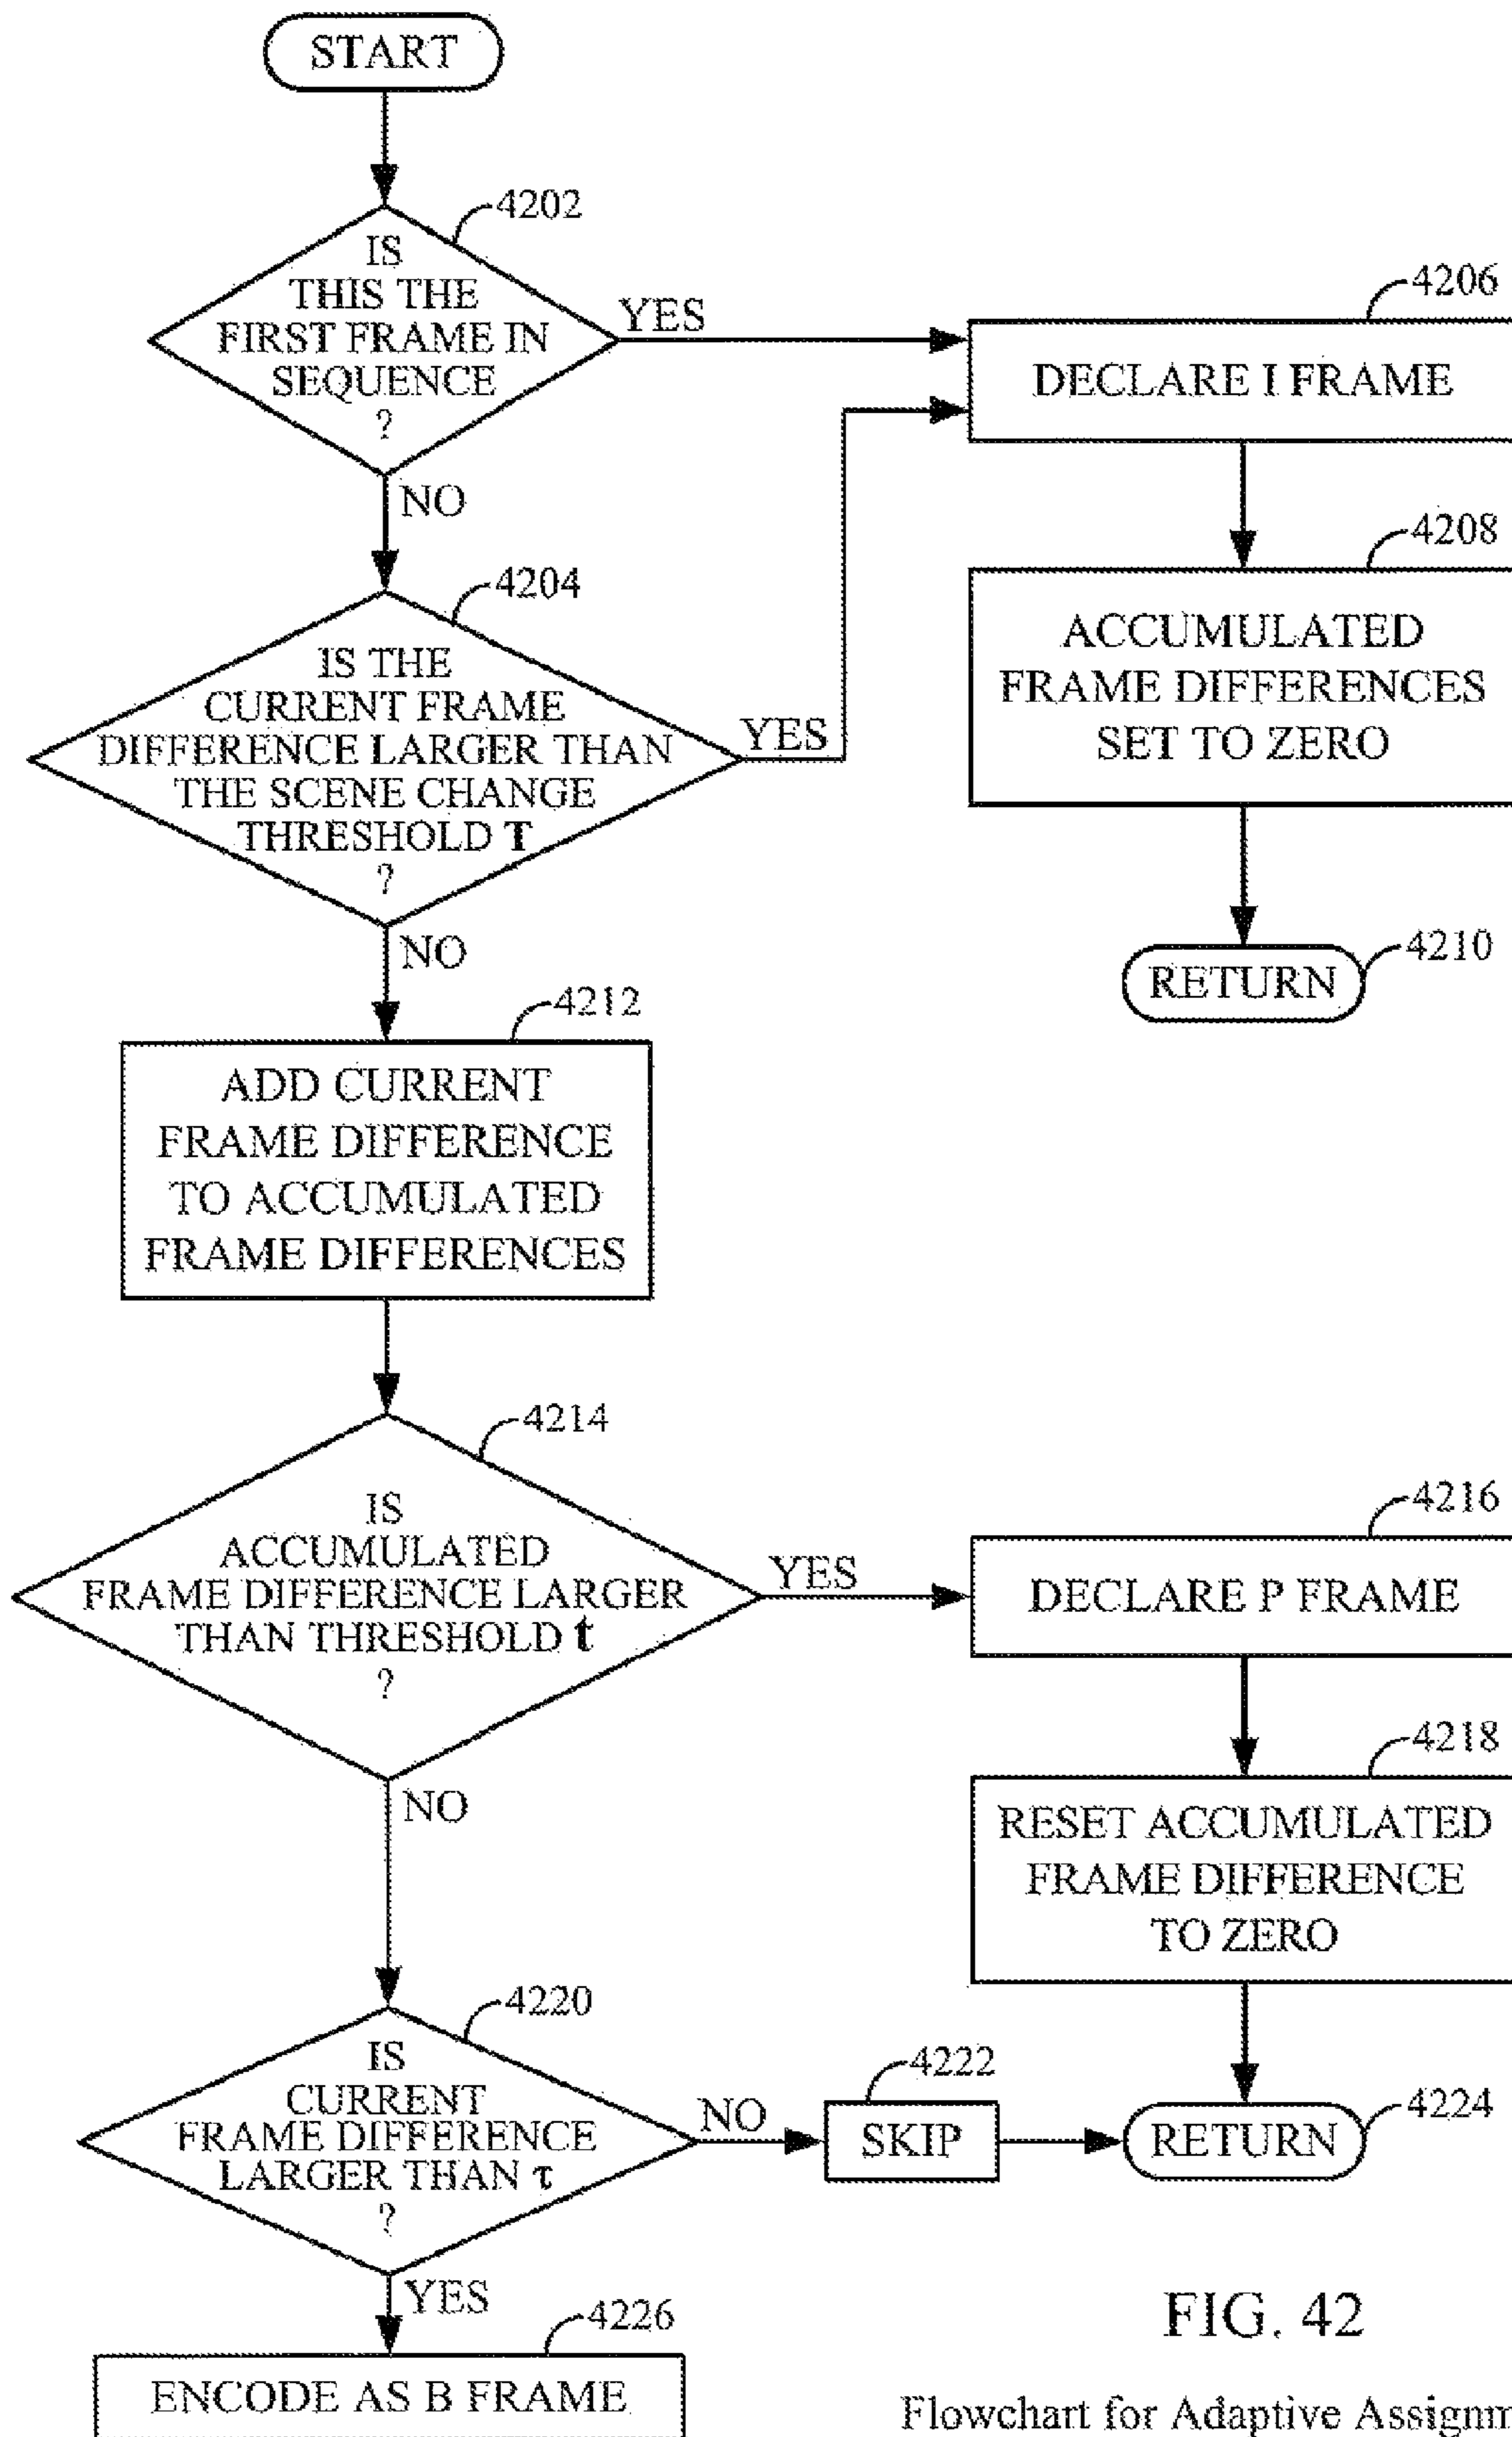 START
4202
IS
THIS THE
FIRST FRAME IN
SEQUENCE
?
YES
NO
4206
DECLARE I FRAME
4204
IS THE
CURRENT FRAME
DIFFERENCE LARGER THAN
THE SCENE CHANGE
THRESHOLD T
?
YES
NO
4208
ACCUMULATED
FRAME DIFFERENCES
SET TO ZERO
4210
RETURN
4212
ADD CURRENT
FRAME DIFFERENCE
TO ACCUMULATED
FRAME DIFFERENCES
4214
IS
ACCUMULATED
FRAME DIFFERENCE LARGER
THAN THRESHOLD t
?
YES
NO
4216
DECLARE P FRAME
4218
RESET ACCUMULATED
FRAME DIFFERENCE
TO ZERO
4220
IS
CURRENT
FRAME DIFFERENCE
LARGER THAN τ
?
NO
4222
SKIP
4224
RETURN
YES
4226
ENCODE AS B FRAME
FIG. 42
Flowchart for Adaptive